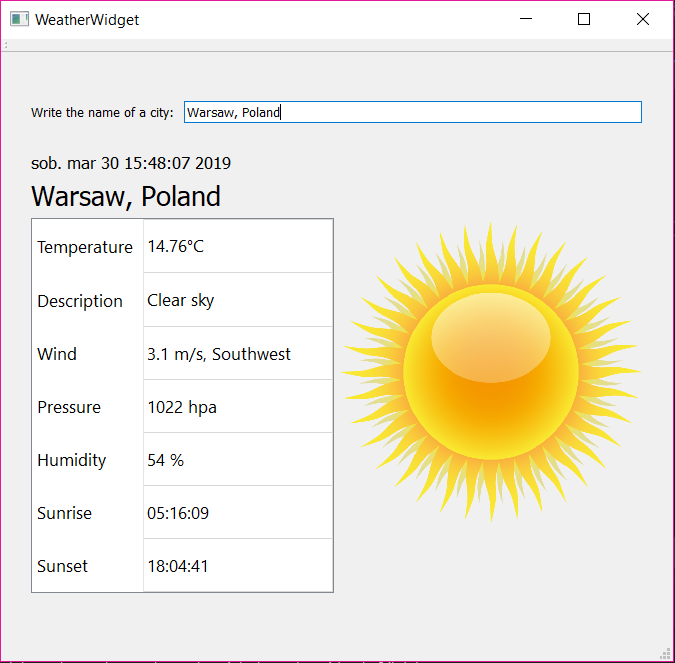 WeatherWidget
Write the name of a city: Warsaw, Poland
sob. mar 30 15:48:07 2019
Warsaw, Poland
Temperature 14.76°C
Description Clear sky
Wind 3.1 m/s, Southwest
Pressure 1022 hpa
Humidity 54 %
Sunrise 05:16:09
Sunset 18:04:41